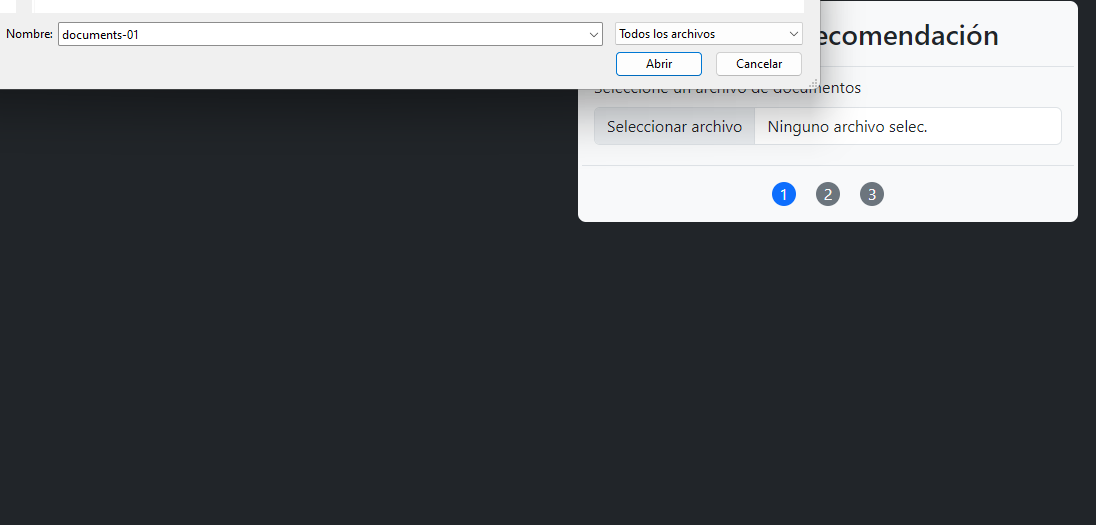 Nombre: documents-01 Todos los archivos
Abrir Cancelar
ecomendación
Seleccione un archivo de documentos
Seleccionar archivo Ninguno archivo selec.
1 2 3